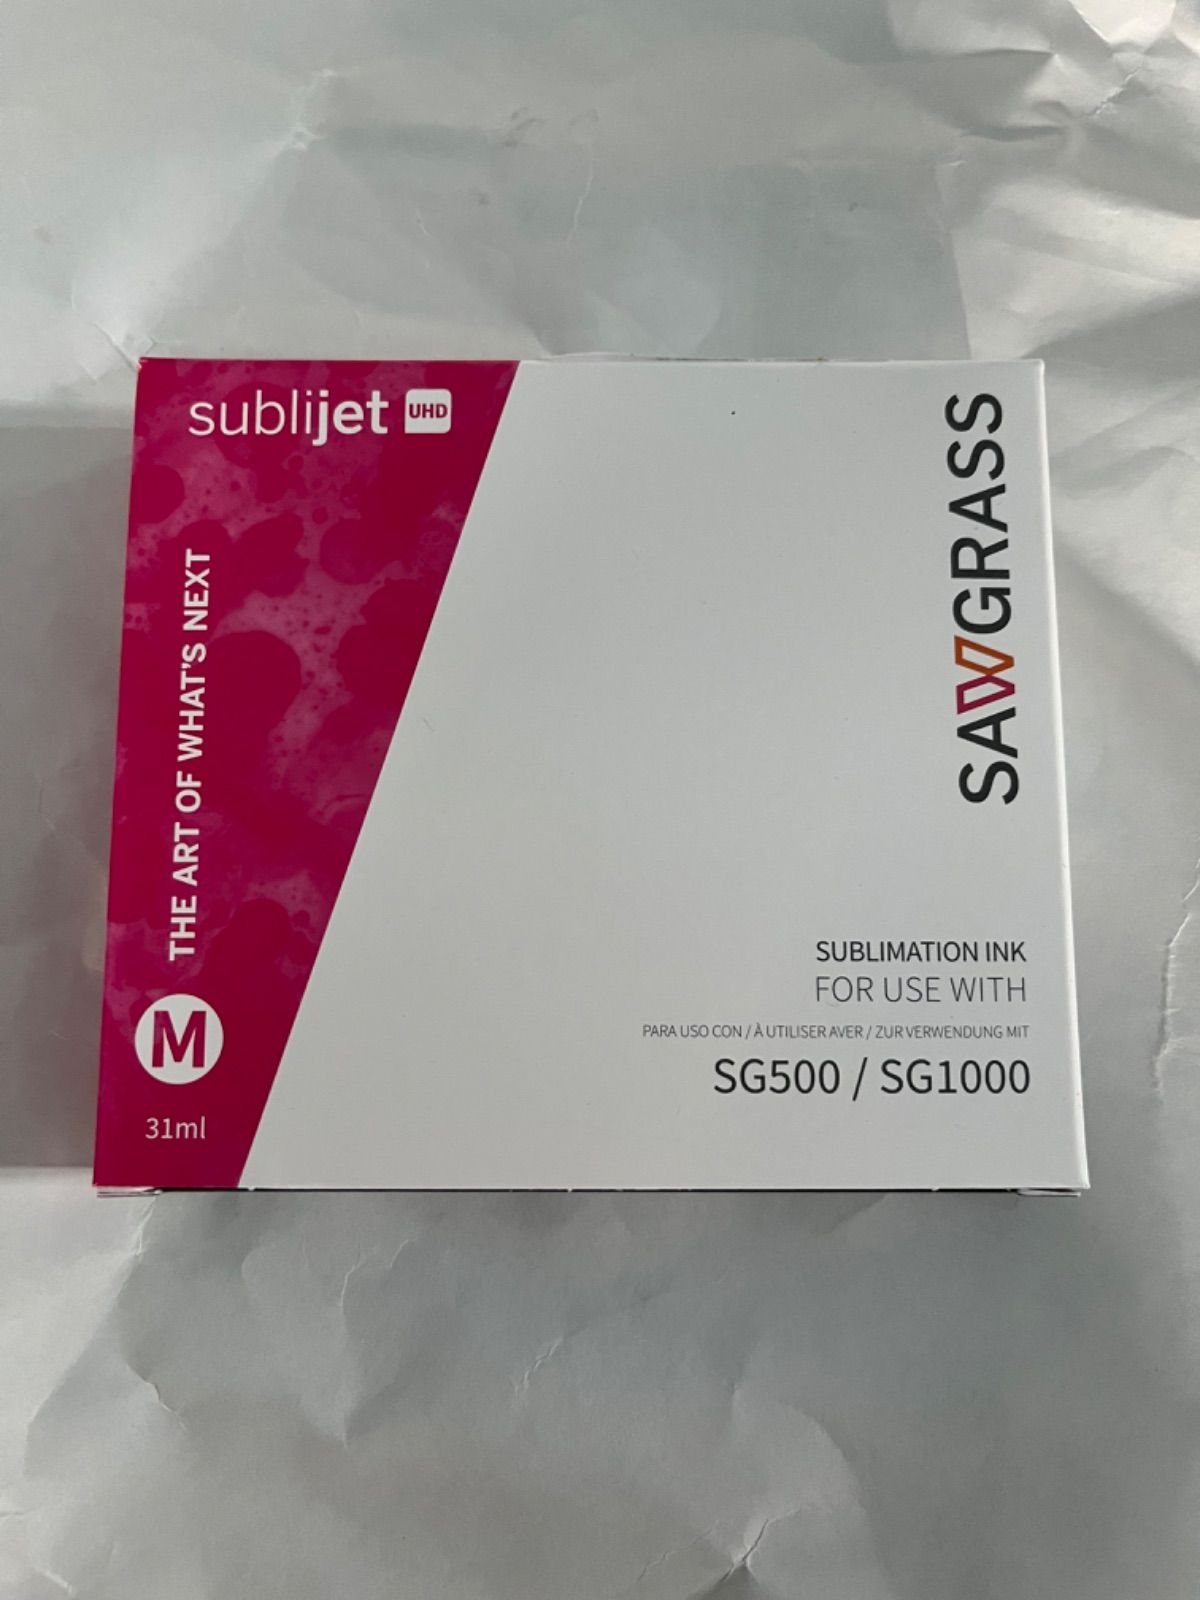 sublijet UHD
THE ART OF WHAT'S NEXT
M
31ml
SAWGRASS
SUBLIMATION INK
FOR USE WITH
PARA USO CON / À UTILISER AVER / ZUR VERWENDUNG MIT
SG500 / SG1000